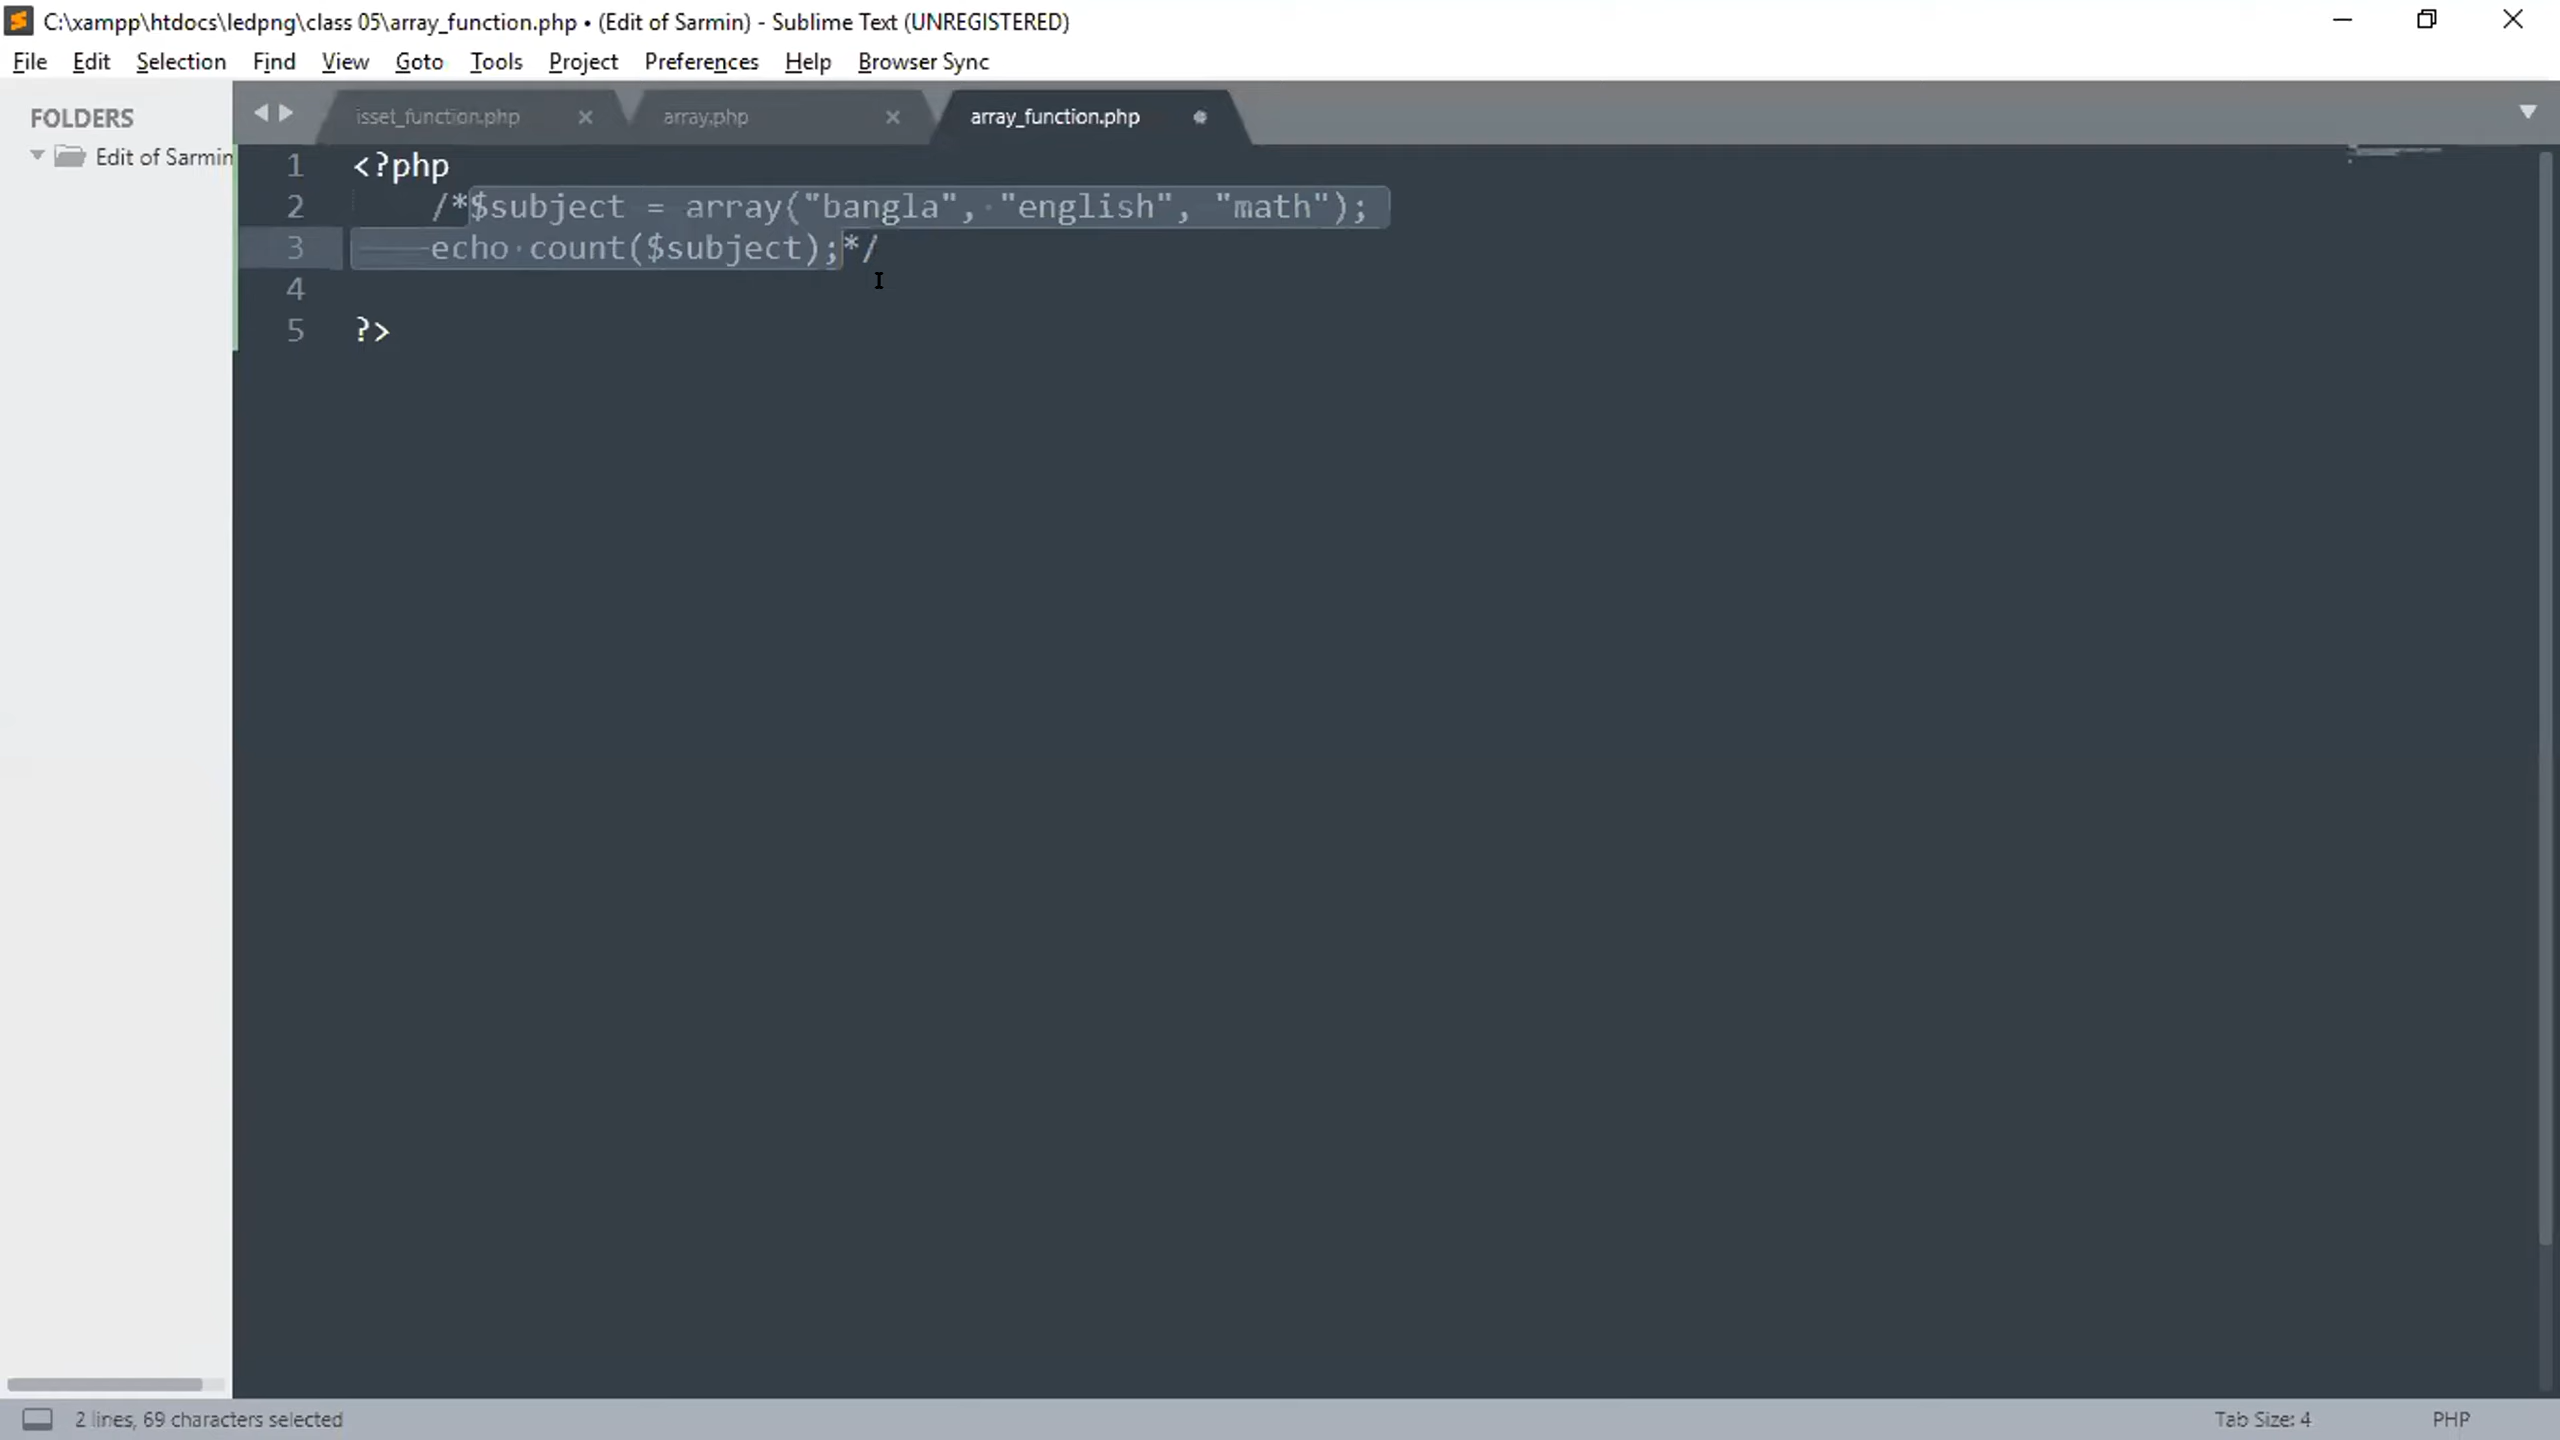 C:\xampp\htdocs\ledpng\class 05\array_function.php • (Edit of Sarmin) - Sublime Text (UNREGISTERED)
File Edit Selection Find View Goto Tools Project Preferences Help Browser Sync
FOLDERS
Edit of Sarmin
isset_function.php array.php array_function.php
1 <?php
2 /*$subject = array("bangla", "english", "math");
3 echo count($subject);*/
4
5 ?>
2 lines, 69 characters selected
Tab Size: 4 PHP